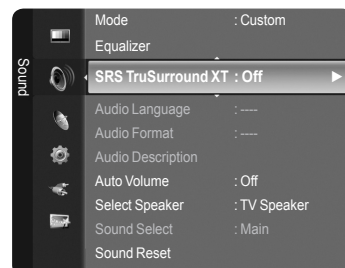 Sound
Mode : Custom
Equalizer
SRS TruSurround XT : Off
Audio Language : ----
Audio Format : ----
Audio Description
Auto Volume : Off
Select Speaker : TV Speaker
Sound Select : Main
Sound Reset